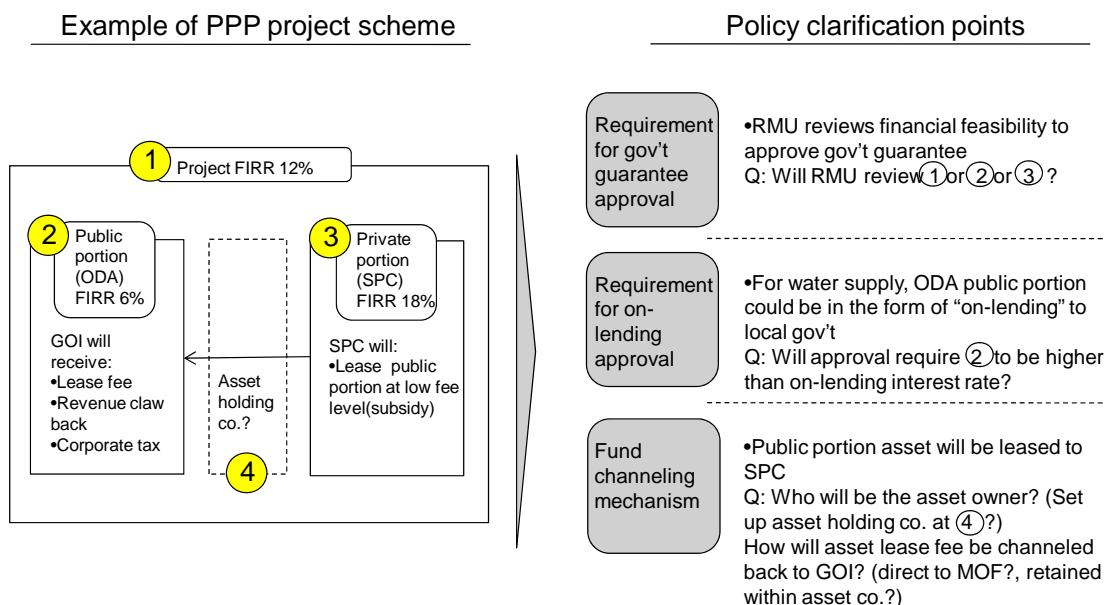 Example of PPP project scheme
Policy clarification points
1
Project FIRR 12%
2
Public
portion
(ODA)
FIRR 6%
GOI will
receive:
•Lease fee
•Revenue claw
back
•Corporate tax
Asset
holding
co.?
4
3
Private
portion
(SPC)
FIRR 18%
SPC will:
•Lease public
portion at low fee
level(subsidy)
Requirement
for gov't
guarantee
approval
•RMU reviews financial feasibility to
approve gov't guarantee
Q: Will RMU review 1 or 2 or 3 ?
Requirement
for on-
lending
approval
•For water supply, ODA public portion
could be in the form of “on-lending” to
local gov't
Q: Will approval require 2 to be higher
than on-lending interest rate?
Fund
channeling
mechanism
•Public portion asset will be leased to
SPC
Q: Who will be the asset owner? (Set
up asset holding co. at 4 ?)
How will asset lease fee be channeled
back to GOI? (direct to MOF?, retained
within asset co.?)